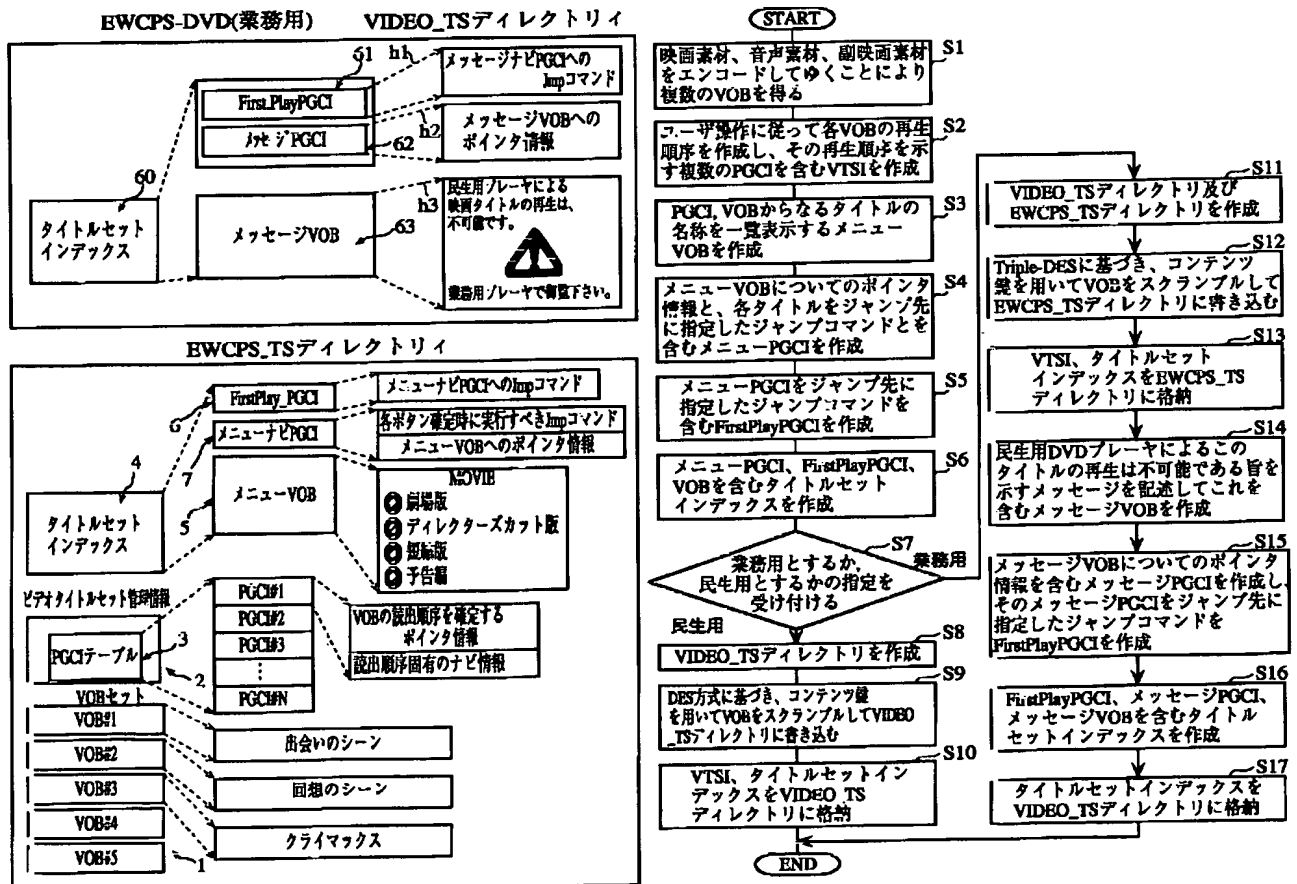 EWCPS-DVD(業務用)
VIDEO_TSディレクトリィ
60
タイトルセット
インデックス
61
First.PlayPGCI
メッセージPGCI
62
メッセージVOB
63
h1
メッセージナビPGCIへの
Jmpコマンド
h2
メッセージVOBへの
ポインタ情報
h3
民生用プレーヤによる
映画タイトルの再生は、
不可能です。
業務用プレーヤで御覧下さい。
EWCPS_TSディレクトリィ
4
タイトルセット
インデックス
6
FirstPlay_PGCI
7
メニューナビPGCI
5
メニューVOB
メニューナビPGCIへのJmpコマンド
各ボタン確定時に実行すべきJmpコマンド
メニューVOBへのポインタ情報
MOVIE
劇場版
ディレクターズカット版
短編版
予告編
ビデオタイトルセット管理情報
PGCIテーブル
3
2
PGCI#1
PGCI#2
PGCI#3
⋮
PGCI#N
VOBの読出順序を確定する
ポインタ情報
読出順序固有のナビ情報
VOBセット
VOB#1
VOB#2
VOB#3
VOB#4
VOB#5
1
出会いのシーン
回想のシーン
クライマックス
START
S1
映画素材、音声素材、副映画素材
をエンコードしてゆくことにより
複数のVOBを得る
S2
ユーザ操作に従って各VOBの再生
順序を作成し、その再生順序を示
す複数のPGCIを含むVTSIを作成
S3
PGCI, VOBからなるタイトルの
名称を一覧表示するメニュー
VOBを作成
S4
メニューVOBについてのポインタ
情報と、各タイトルをジャンプ先
に指定したジャンプコマンドとを
含むメニューPGCIを作成
S5
メニューPGCIをジャンプ先に
指定したジャンプコマンドを
含むFirstPlayPGCIを作成
S6
メニューPGCI、FirstPlayPGCI、
VOBを含むタイトルセット
インデックスを作成
S7
業務用とするか,
民生用とするかの指定を
受け付ける
業務用
民生用
S8
VIDEO_TSディレクトリを作成
S9
DES方式に基づき、コンテンツ鍵
を用いてVOBをスクランブルしてVIDEO
_TSディレクトリに書き込む
S10
VTSI、タイトルセットイン
デックスをVIDEO_TS
ディレクトリに格納
END
S11
VIDEO_TSディレクトリ及び
EWCPS_TSディレクトリを作成
S12
Triple-DESに基づき、コンテンツ
鍵を用いてVOBをスクランブルして
EWCPS_TSディレクトリに書き込む
S13
VTSI、タイトルセット
インデックスをEWCPS_TS
ディレクトリに格納
S14
民生用DVDプレーヤによるこの
タイトルの再生は不可能である旨を
示すメッセージを記述してこれを
含むメッセージVOBを作成
S15
メッセージVOBについてのポインタ
情報を含むメッセージPGCIを作成し、
そのメッセージPGCIをジャンプ先に
指定したジャンプコマンドを
FirstPlayPGCIを作成
S16
FirstPlayPGCI、メッセージPGCI、
メッセージVOBを含むタイトル
セットインデックスを作成
S17
タイトルセットインデックスを
VIDEO_TSディレクトリに格納